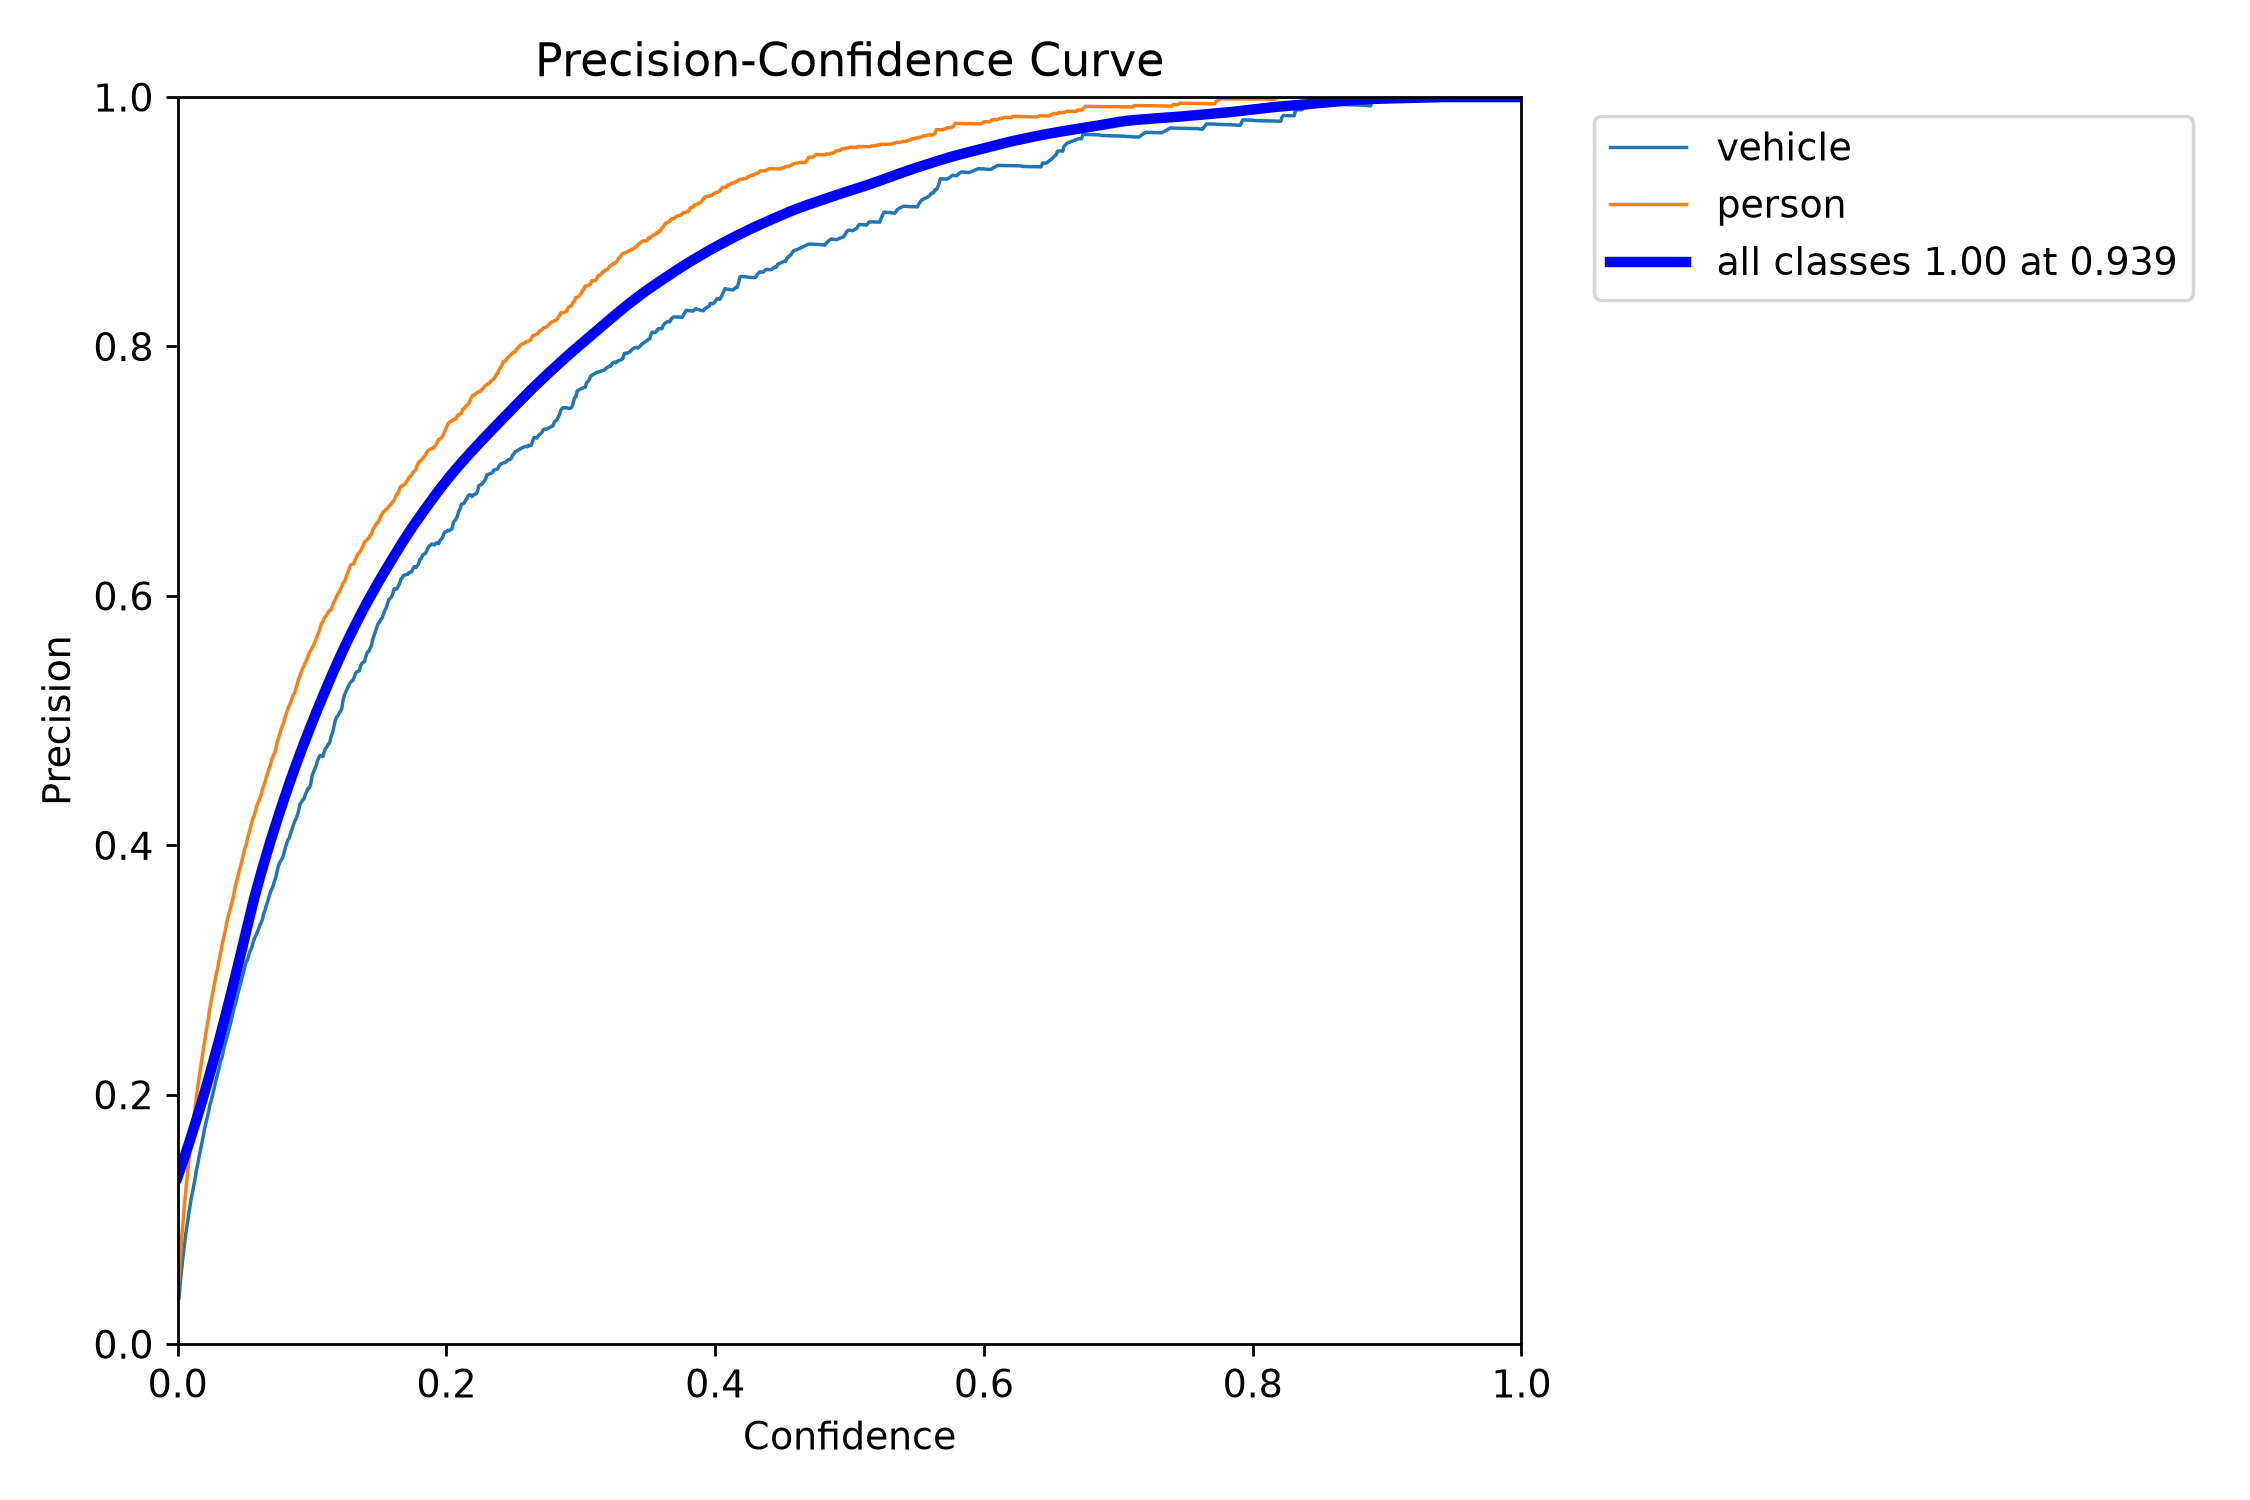 Precision-Confidence Curve
1.0
0.8
0.6
0.4
0.2
0.0
Precision
0.0 0.2 0.4 0.6 0.8 1.0
Confidence
vehicle
person
all classes 1.00 at 0.939